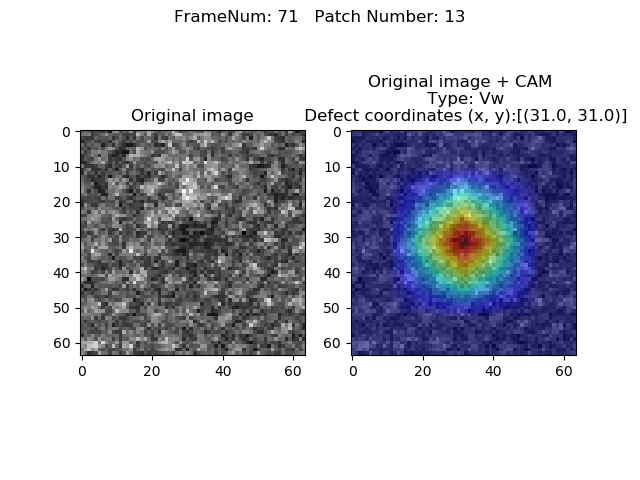 FrameNum: 71   Patch Number: 13
Original image
Original image + CAM
Type: Vw
Defect coordinates (x, y):[(31.0, 31.0)]
0
10
20
30
40
50
60
0 20 40 60
0
10
20
30
40
50
60
0 20 40 60